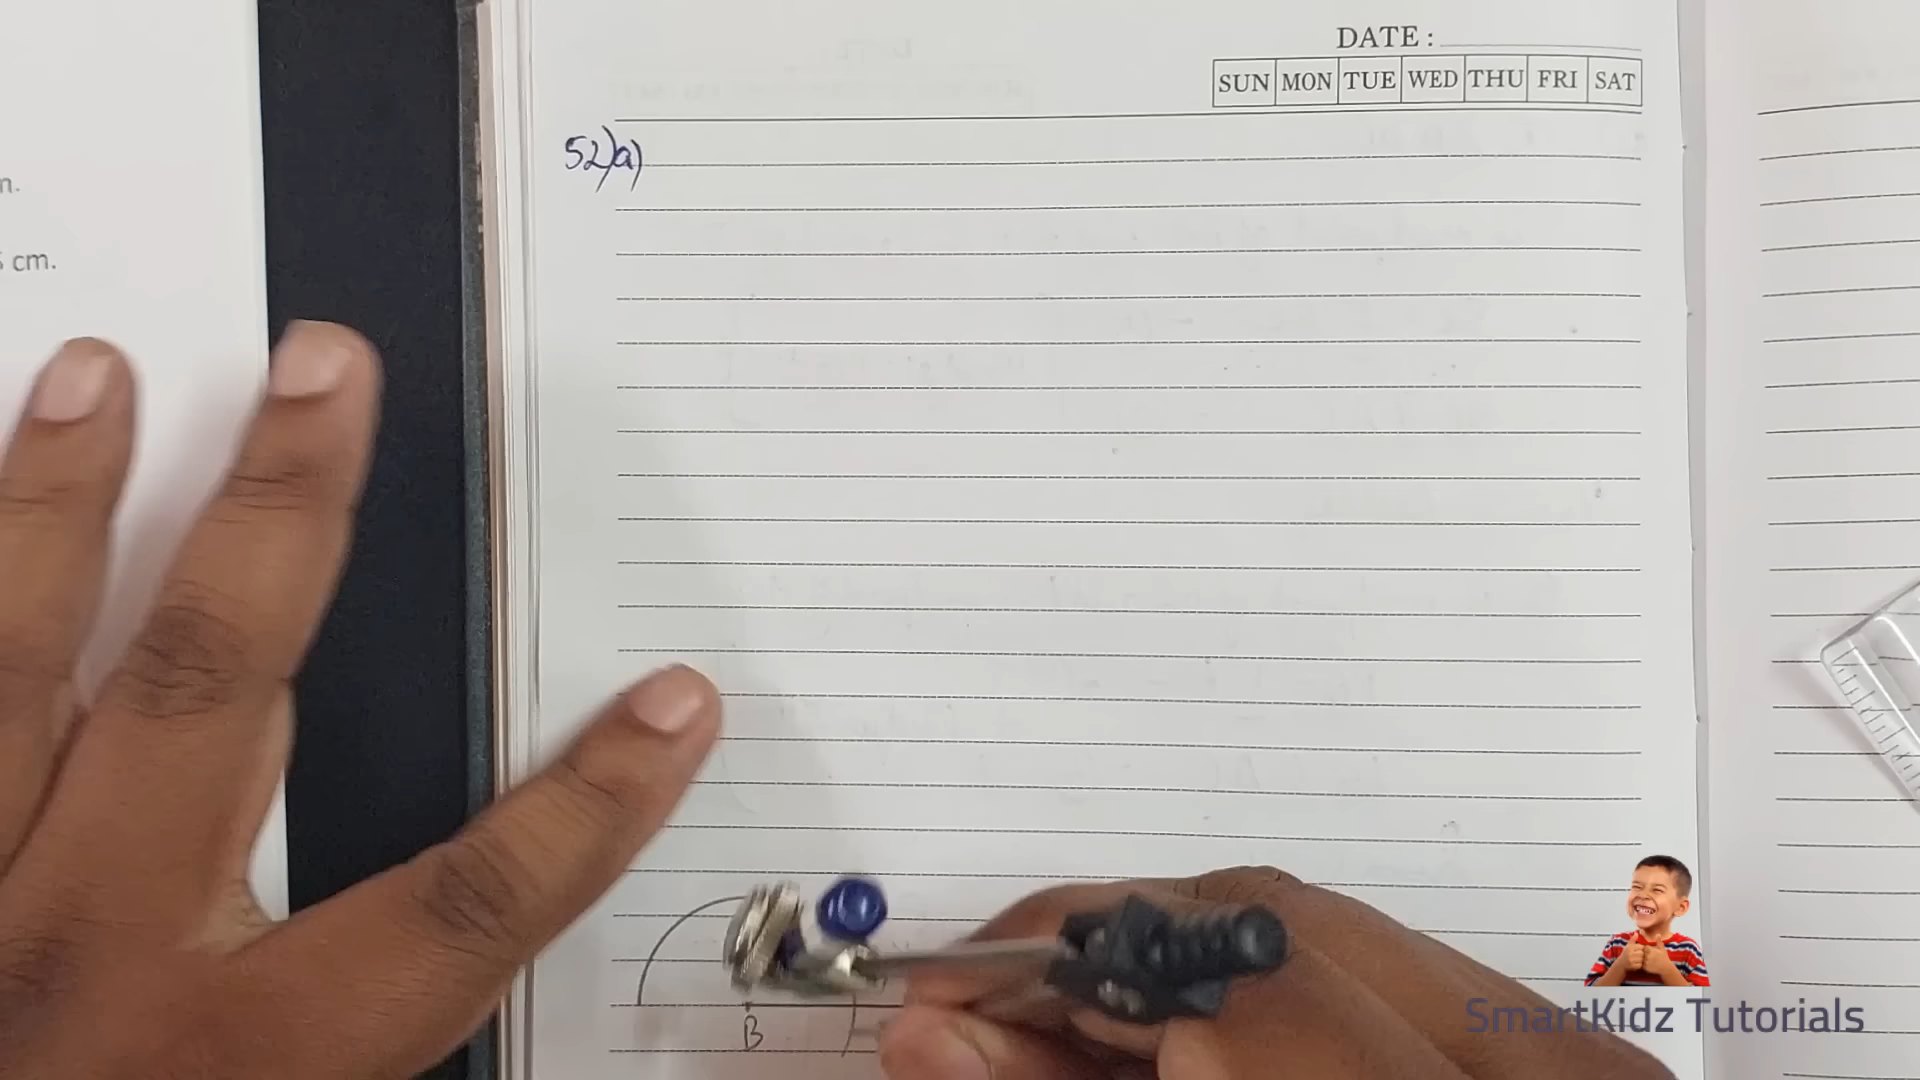 n.
cm.
DATE :
SUN MON TUE WED THU FRI SAT
52)a)
B
SmartKidz Tutorials